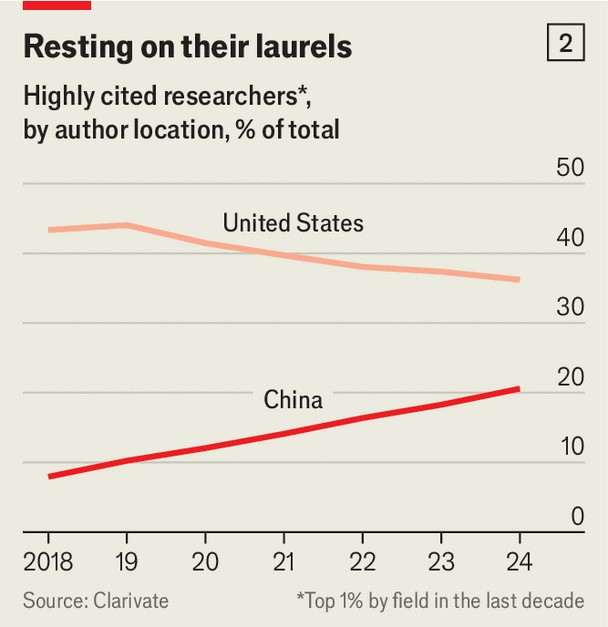 Resting on their laurels
2
Highly cited researchers*,
by author location, % of total
50
United States
40
30
20
China
10
0
2018 19 20 21 22 23 24
Source: Clarivate
*Top 1% by field in the last decade